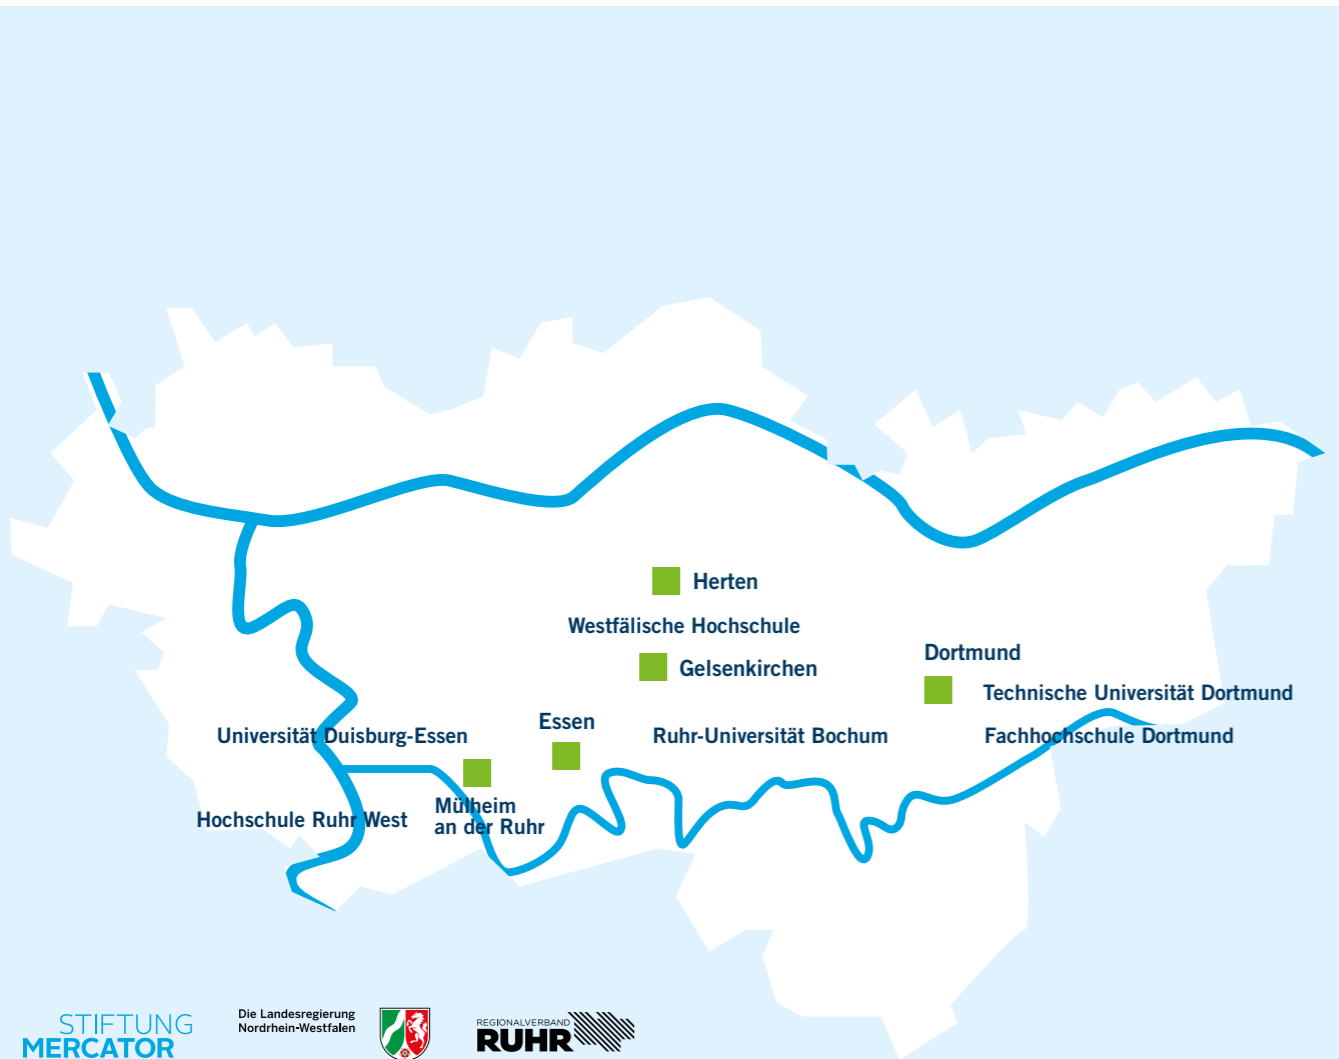 Herten
Westfälische Hochschule
Gelsenkirchen
Dortmund
Technische Universität Dortmund
Essen
Universität Duisburg-Essen
Ruhr-Universität Bochum
Fachhochschule Dortmund
Hochschule Ruhr West
Mülheim
an der Ruhr
STIFTUNG
MERCATOR
Die Landesregierung
Nordrhein-Westfalen
REGIONALVERBAND
RUHR